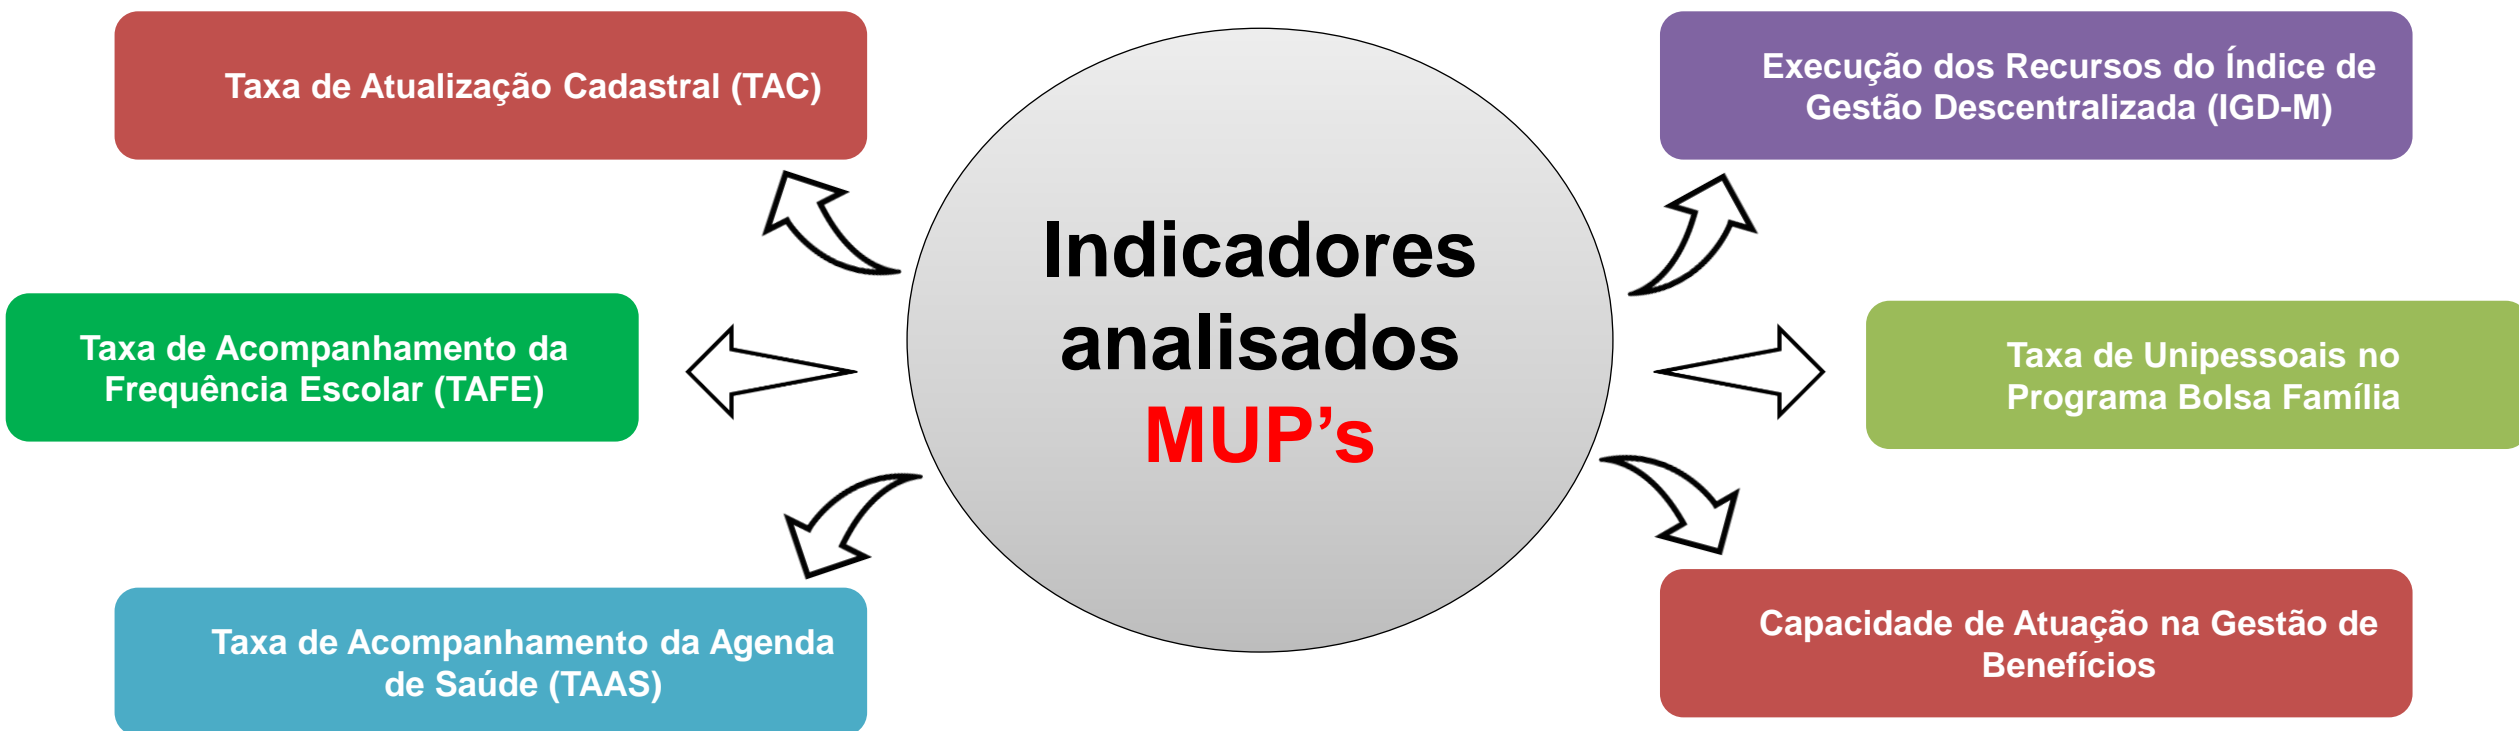 Taxa de Atualização Cadastral (TAC)
Taxa de Acompanhamento da
Frequência Escolar (TAFE)
Taxa de Acompanhamento da Agenda
de Saúde (TAAS)
Indicadores
analisados
MUP’s
Execução dos Recursos do Índice de
Gestão Descentralizada (IGD-M)
Taxa de Unipessoais no
Programa Bolsa Família
Capacidade de Atuação na Gestão de
Benefícios